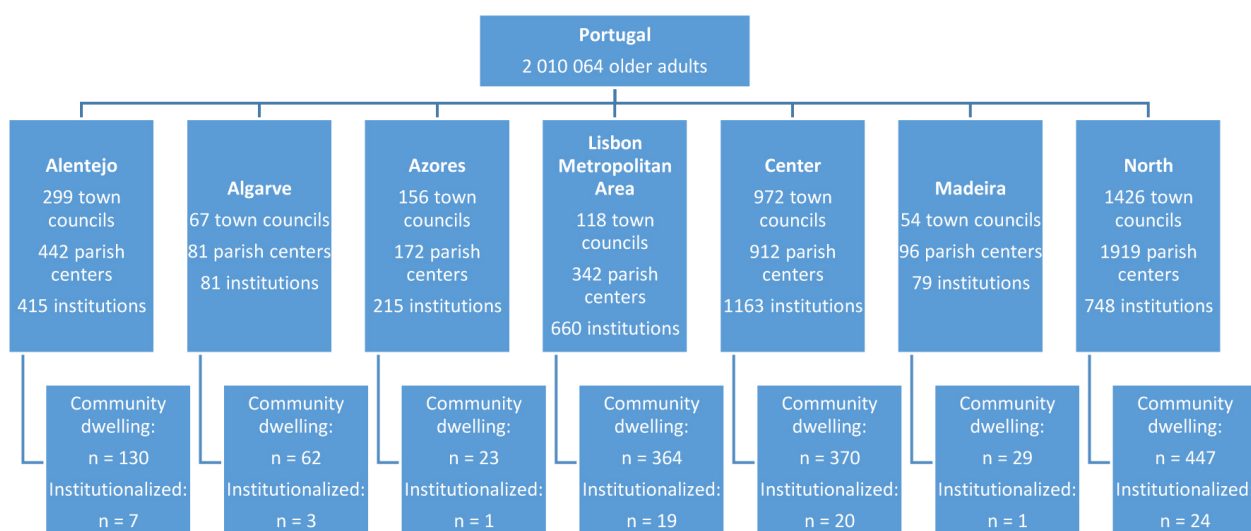 Portugal
2 010 064 older adults
Alentejo
299 town
councils
442 parish
centers
415 institutions
Algarve
67 town councils
81 parish centers
81 institutions
Azores
156 town
councils
172 parish
centers
215 institutions
Lisbon
Metropolitan
Area
118 town
councils
342 parish
centers
660 institutions
Center
972 town
councils
912 parish
centers
1163 institutions
Madeira
54 town councils
96 parish centers
79 institutions
North
1426 town
councils
1919 parish
centers
748 institutions
Community
dwelling:
n = 130
Institutionalized:
n = 7
Community
dwelling:
n = 62
Institutionalized:
n = 3
Community
dwelling:
n = 23
Institutionalized:
n = 1
Community
dwelling:
n = 364
Institutionalized:
n = 19
Community
dwelling:
n = 370
Institutionalized:
n = 20
Community
dwelling:
n = 29
Institutionalized:
n = 1
Community
dwelling:
n = 447
Institutionalized
n = 24